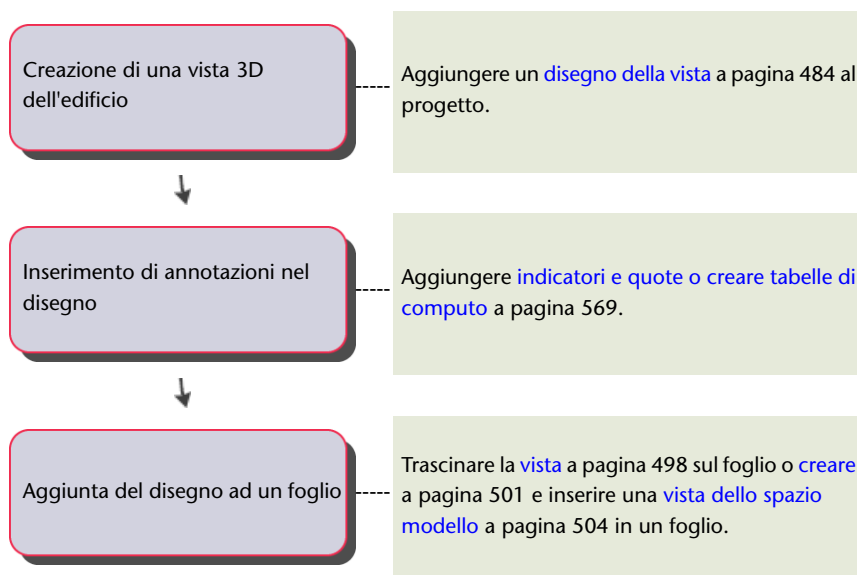 Creazione di una vista 3D
dell'edificio
Aggiungere un disegno della vista a pagina 484 al
progetto.
Inserimento di annotazioni nel
disegno
Aggiungere indicatori e quote o creare tabelle di
computo a pagina 569.
Aggiunta del disegno ad un foglio
Trascinare la vista a pagina 498 sul foglio o creare
a pagina 501 e inserire una vista dello spazio
modello a pagina 504 in un foglio.